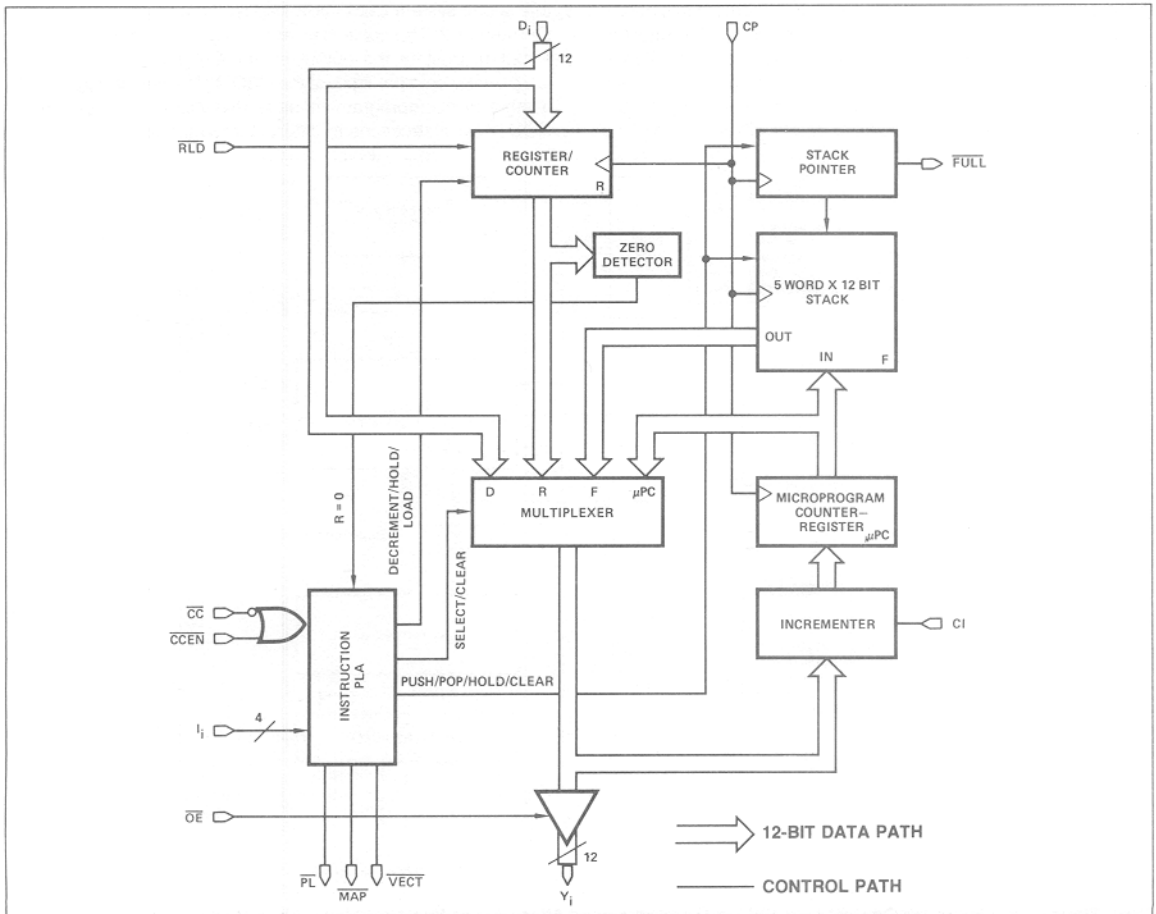 Di
CP
12
RLD
REGISTER/
COUNTER
R
STACK
POINTER
FULL
ZERO
DETECTOR
5 WORD X 12 BIT
STACK
OUT
IN
F
R = 0
DECREMENT/HOLD/
LOAD
D
R
F
μPC
MULTIPLEXER
MICROPROGRAM
COUNTER–
REGISTER
μPC
SELECT/CLEAR
CC
CCEN
INSTRUCTION
PLA
INCREMENTER
CI
PUSH/POP/HOLD/CLEAR
4
Ii
OE
12
12-BIT DATA PATH
PL
MAP
VECT
Yi
CONTROL PATH